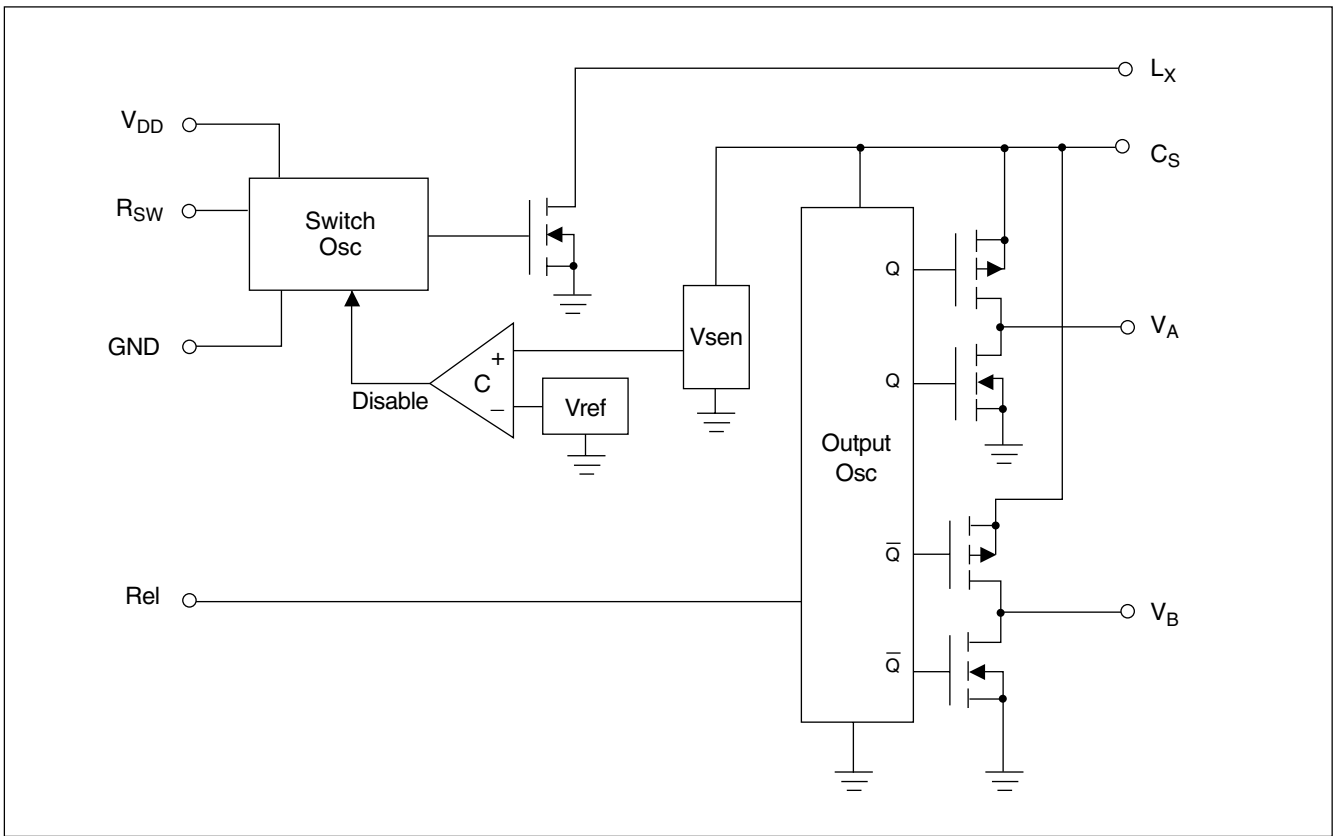 L_X
V_DD
C_S
R_SW
Switch
Osc
Q
Vsen
V_A
GND
+
C
Q
Disable
−
Vref
Output
Osc
Q̅
Rel
V_B
Q̅